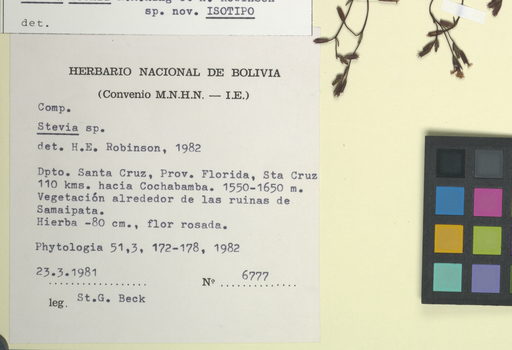 sp. nov. ISOTIPO
det.
HERBARIO NACIONAL DE BOLIVIA
(Convenio M.N.H.N. — I.E.)
Comp.
Stevia sp.
det. H.E. Robinson, 1982
Dpto. Santa Cruz, Prov. Florida, Sta Cruz
110 kms. hacia Cochabamba. 1550-1650 m.
Vegetación alrededor de las ruinas de
Samaipata.
Hierba -80 cm., flor rosada.
Phytologia 51,3, 172-178, 1982
23.3.1981
Nº 6777
leg. St.G. Beck